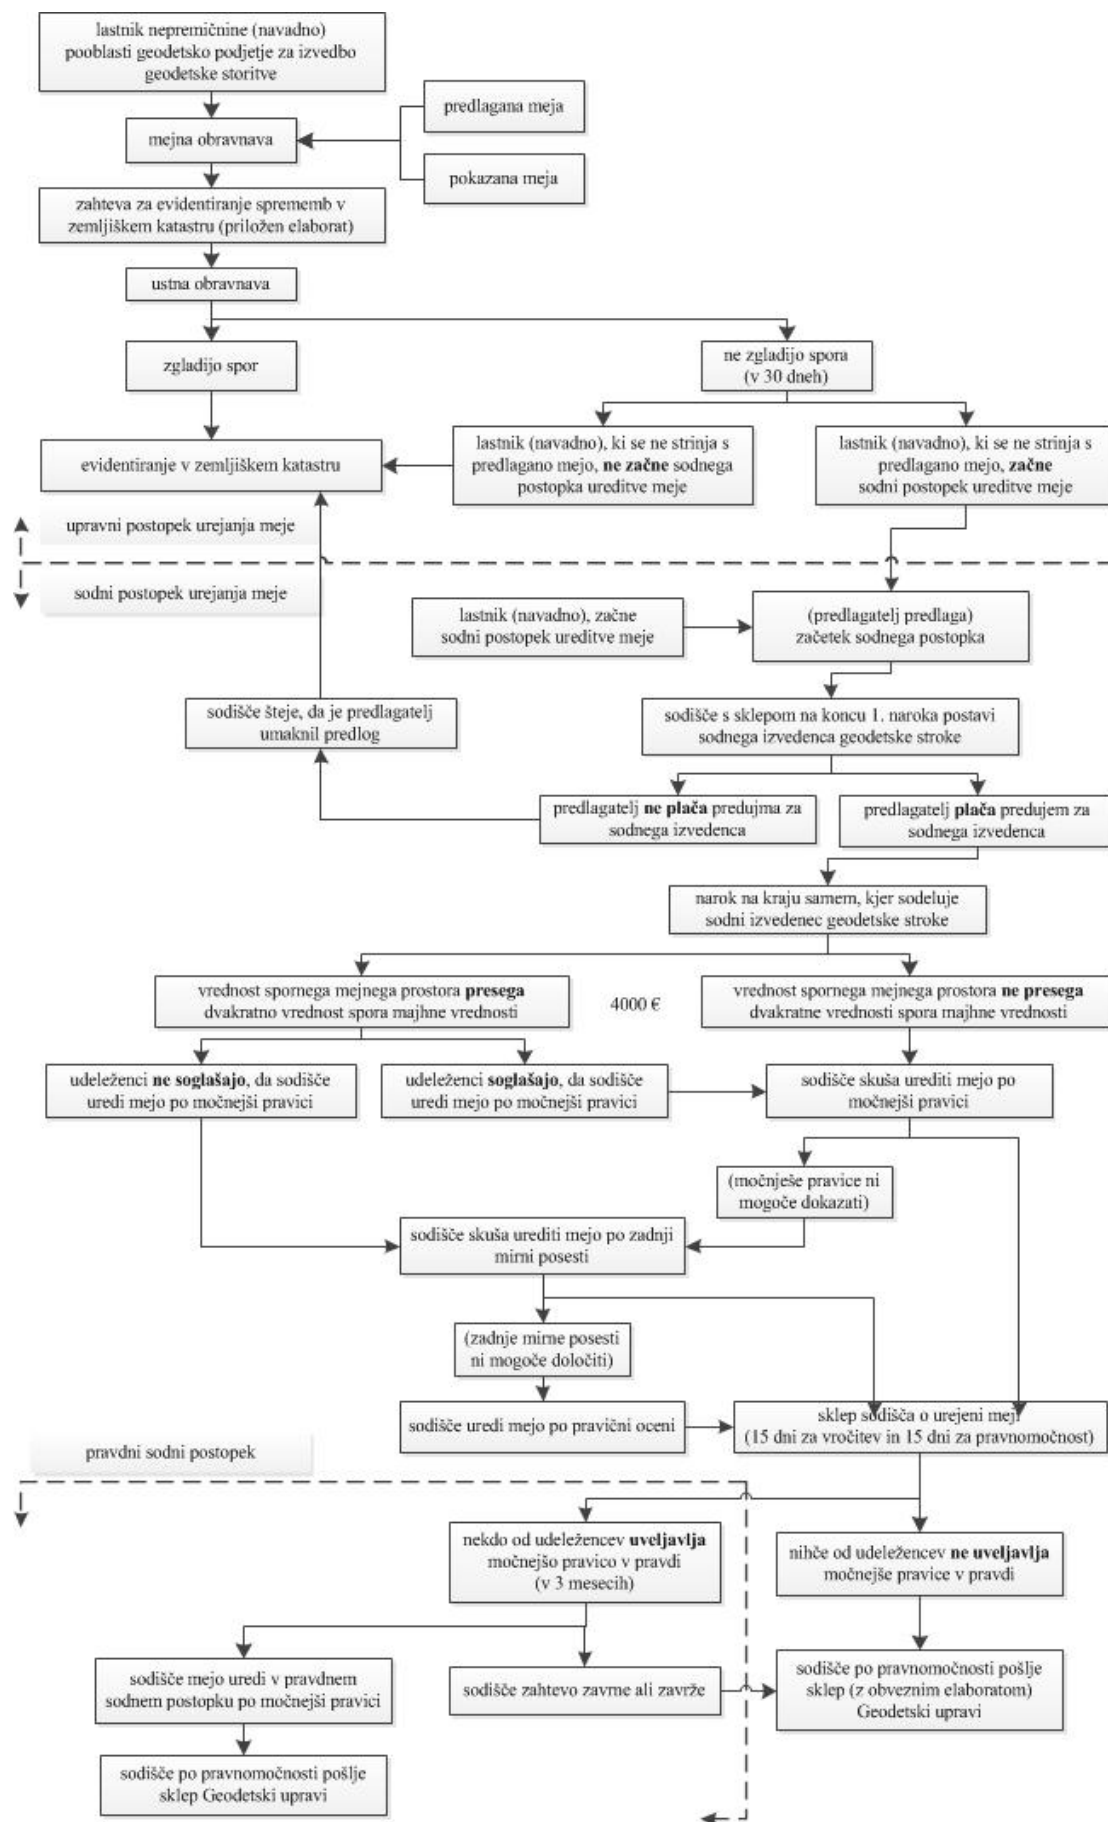 lastnik nepremičnine (navadno)
pooblasti geodetsko podjetje za izvedbo
geodetske storitve
predlagana meja
mejna obravnava
pokazana meja
zahteva za evidentiranje sprememb v
zemljiškem katastru (priložen elaborat)
ustna obravnava
zgladijo spor
ne zgladijo spora
(v 30 dneh)
evidentiranje v zemljiškem katastru
lastnik (navadno), ki se ne strinja s
predlagano mejo, ne začne sodnega
postopka ureditve meje
lastnik (navadno), ki se ne strinja s
predlagano mejo, začne
sodni postopek ureditve meje
upravni postopek urejanja meje
sodni postopek urejanja meje
lastnik (navadno), začne
sodni postopek ureditve meje
(predlagatelj predlaga)
začetek sodnega postopka
sodišče šteje, da je predlagatelj
umaknil predlog
sodišče s sklepom na koncu 1. naroka postavi
sodnega izvedenca geodetske stroke
predlagatelj ne plača predujma za
sodnega izvedenca
predlagatelj plača predujem za
sodnega izvedenca
narok na kraju samem, kjer sodeluje
sodni izvedenec geodetske stroke
vrednost spornega mejnega prostora presega
dvakratno vrednost spora majhne vrednosti
4000 €
vrednost spornega mejnega prostora ne presega
dvakratne vrednosti spora majhne vrednosti
udeleženci ne soglašajo, da sodišče
uredi mejo po močnejši pravici
udeleženci soglašajo, da sodišče
uredi mejo po močnejši pravici
sodišče skuša urediti mejo po
močnejši pravici
(močnješe pravice ni
mogoče dokazati)
sodišče skuša urediti mejo po zadnji
mirni posesti
(zadnje mirne posesti
ni mogoče določiti)
sodišče uredi mejo po pravični oceni
sklep sodišča o urejeni meji
(15 dni za vročitev in 15 dni za pravnomočnost)
pravdni sodni postopek
nekdo od udeležencev uveljavlja
močnejšo pravico v pravdi
(v 3 mesecih)
nihče od udeležencev ne uveljavlja
močnejše pravice v pravdi
sodišče mejo uredi v pravdnem
sodnem postopku po močnejši pravici
sodišče zahtevo zavrne ali zavrže
sodišče po pravnomočnosti pošlje
sklep (z obveznim elaboratom)
Geodetski upravi
sodišče po pravnomočnosti pošlje
sklep Geodetski upravi